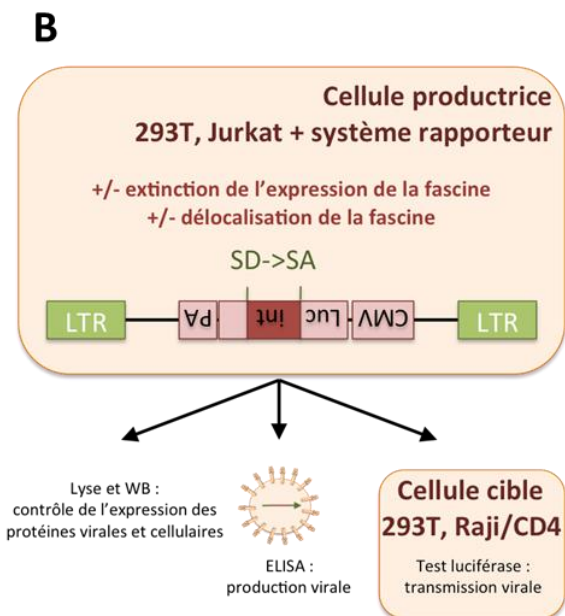 B
Cellule productrice
293T, Jurkat + système rapporteur
+/- extinction de l'expression de la fascine
+/- délocalisation de la fascine
SD->SA
LTR PA int Luc CMV LTR
Lyse et WB :
contrôle de l'expression des
protéines virales et cellulaires
ELISA :
production virale
Cellule cible
293T, Raji/CD4
Test luciférase :
transmission virale